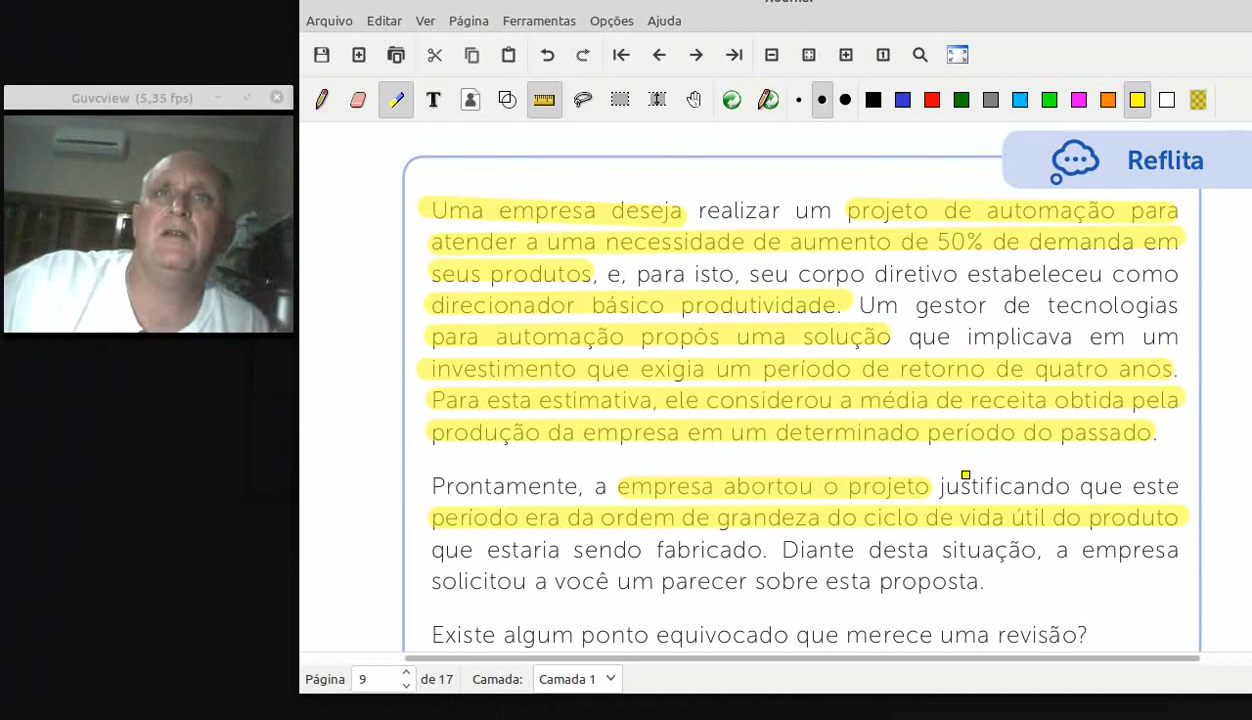 Arquivo Editar Ver Página Ferramentas Opções Ajuda
Guvcview (5,35 fps)
T
Reflita
Uma empresa deseja realizar um projeto de automação para
atender a uma necessidade de aumento de 50% de demanda em
seus produtos, e, para isto, seu corpo diretivo estabeleceu como
direcionador básico produtividade. Um gestor de tecnologias
para automação propôs uma solução que implicava em um
investimento que exigia um período de retorno de quatro anos.
Para esta estimativa, ele considerou a média de receita obtida pela
produção da empresa em um determinado período do passado.
Prontamente, a empresa abortou o projeto justificando que este
período era da ordem de grandeza do ciclo de vida útil do produto
que estaria sendo fabricado. Diante desta situação, a empresa
solicitou a você um parecer sobre esta proposta.
Existe algum ponto equivocado que merece uma revisão?
Página 9 de 17 Camada: Camada 1